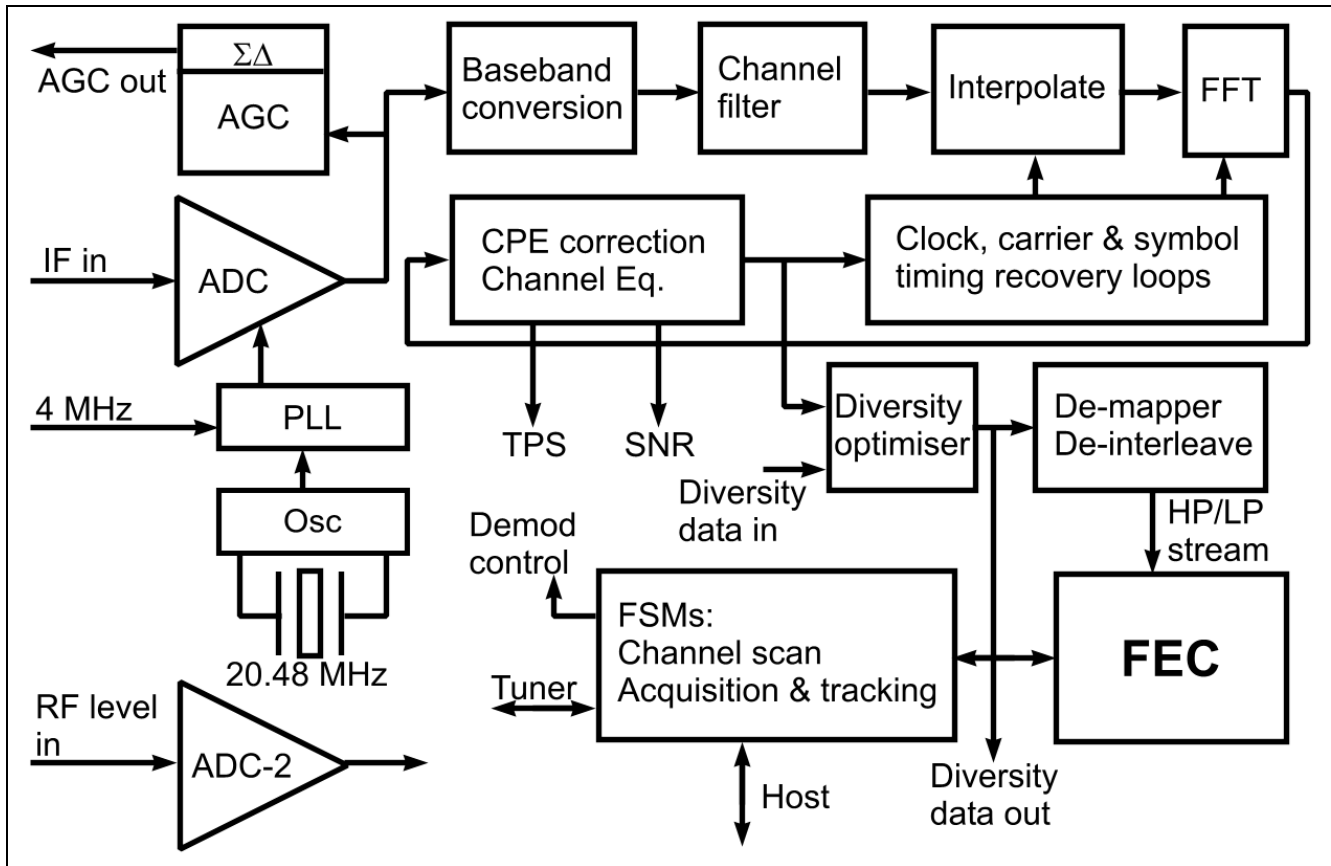 AGC out
ΣΔ
AGC
Baseband
conversion
Channel
filter
Interpolate
FFT
IF in
ADC
CPE correction
Channel Eq.
Clock, carrier & symbol
timing recovery loops
4 MHz
PLL
TPS
SNR
Diversity
optimiser
De-mapper
De-interleave
Osc
Diversity
data in
HP/LP
stream
20.48 MHz
Demod
control
FSMs:
Channel scan
Acquisition & tracking
FEC
Tuner
RF level
in
ADC-2
Host
Diversity
data out